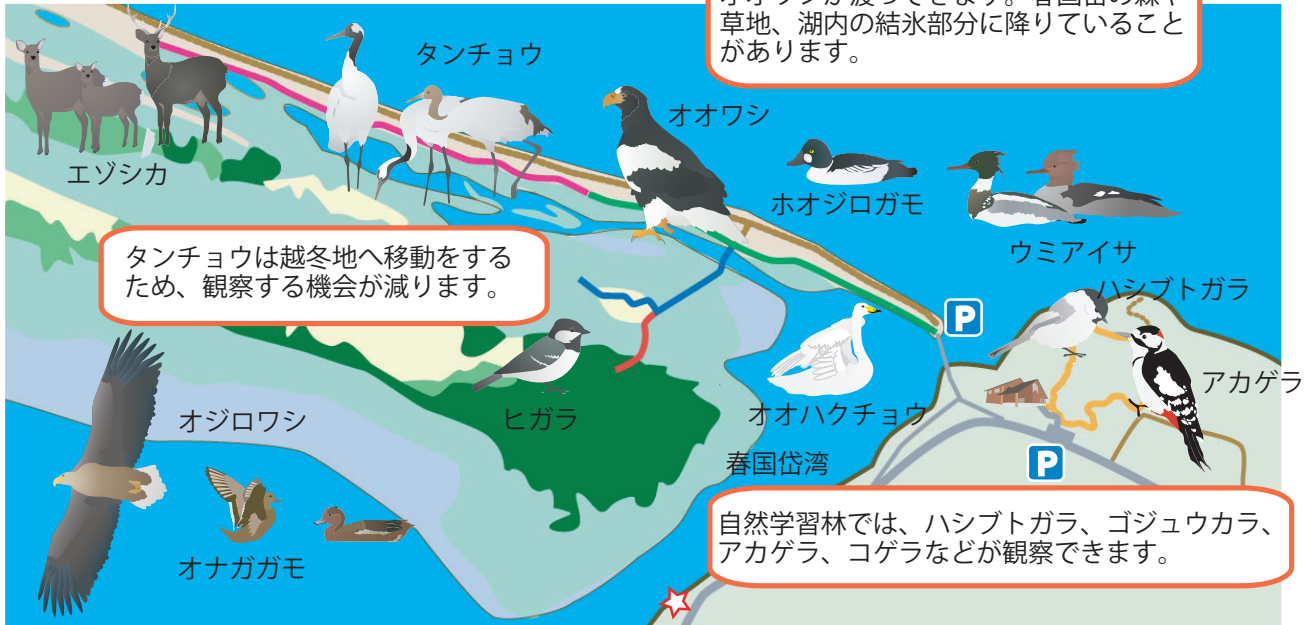 草地、湖内の結氷部分に降りていること
があります。
タンチョウ
オオワシ
エゾシカ
ホオジロガモ
ウミアイサ
タンチョウは越冬地へ移動をする
ため、観察する機会が減ります。
ハシブトガラ
P
アカゲラ
オジロワシ
ヒガラ
オオハクチョウ
春国岱湾
P
自然学習林では、ハシブトガラ、ゴジュウカラ、
アカゲラ、コゲラなどが観察できます。
オナガガモ